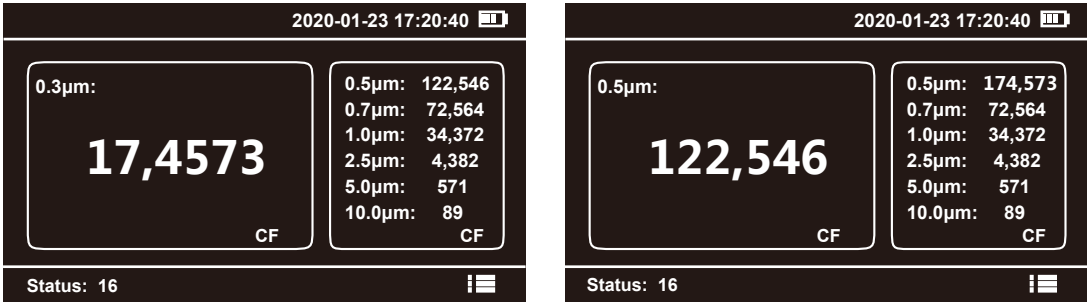 2020-01-23 17:20:40
0.3µm:
17,4573
CF
0.5µm: 122,546
0.7µm: 72,564
1.0µm: 34,372
2.5µm: 4,382
5.0µm: 571
10.0µm: 89
CF
Status: 16
2020-01-23 17:20:40
0.5µm:
122,546
CF
0.5µm: 174,573
0.7µm: 72,564
1.0µm: 34,372
2.5µm: 4,382
5.0µm: 571
10.0µm: 89
CF
Status: 16